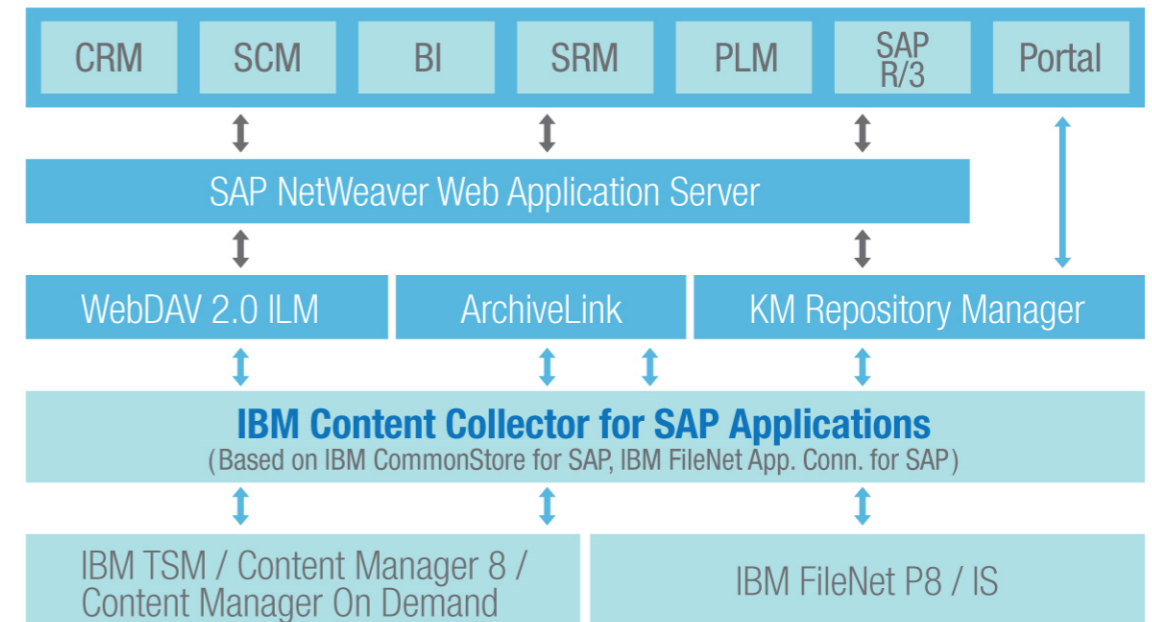 CRM
SCM
BI
SRM
PLM
SAP
R/3
Portal
SAP NetWeaver Web Application Server
WebDAV 2.0 ILM
ArchiveLink
KM Repository Manager
IBM Content Collector for SAP Applications
(Based on IBM CommonStore for SAP, IBM FileNet App. Conn. for SAP)
IBM TSM / Content Manager 8 /
Content Manager On Demand
IBM FileNet P8 / IS